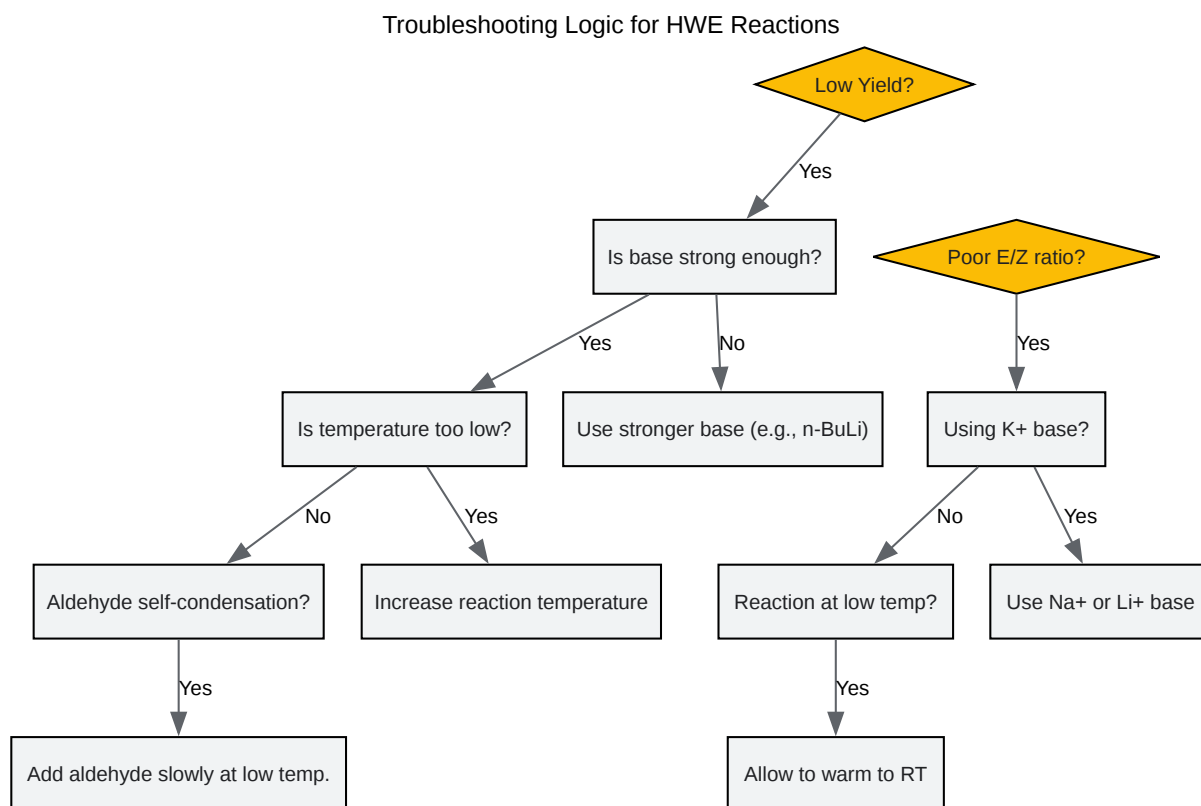 Troubleshooting Logic for HWE Reactions
Low Yield?
Yes
Is base strong enough?
Poor E/Z ratio?
Yes
No
Yes
Is temperature too low?
Use stronger base (e.g., n-BuLi)
Using K+ base?
No
Yes
No
Yes
Aldehyde self-condensation?
Increase reaction temperature
Reaction at low temp?
Use Na+ or Li+ base
Yes
Yes
Add aldehyde slowly at low temp.
Allow to warm to RT